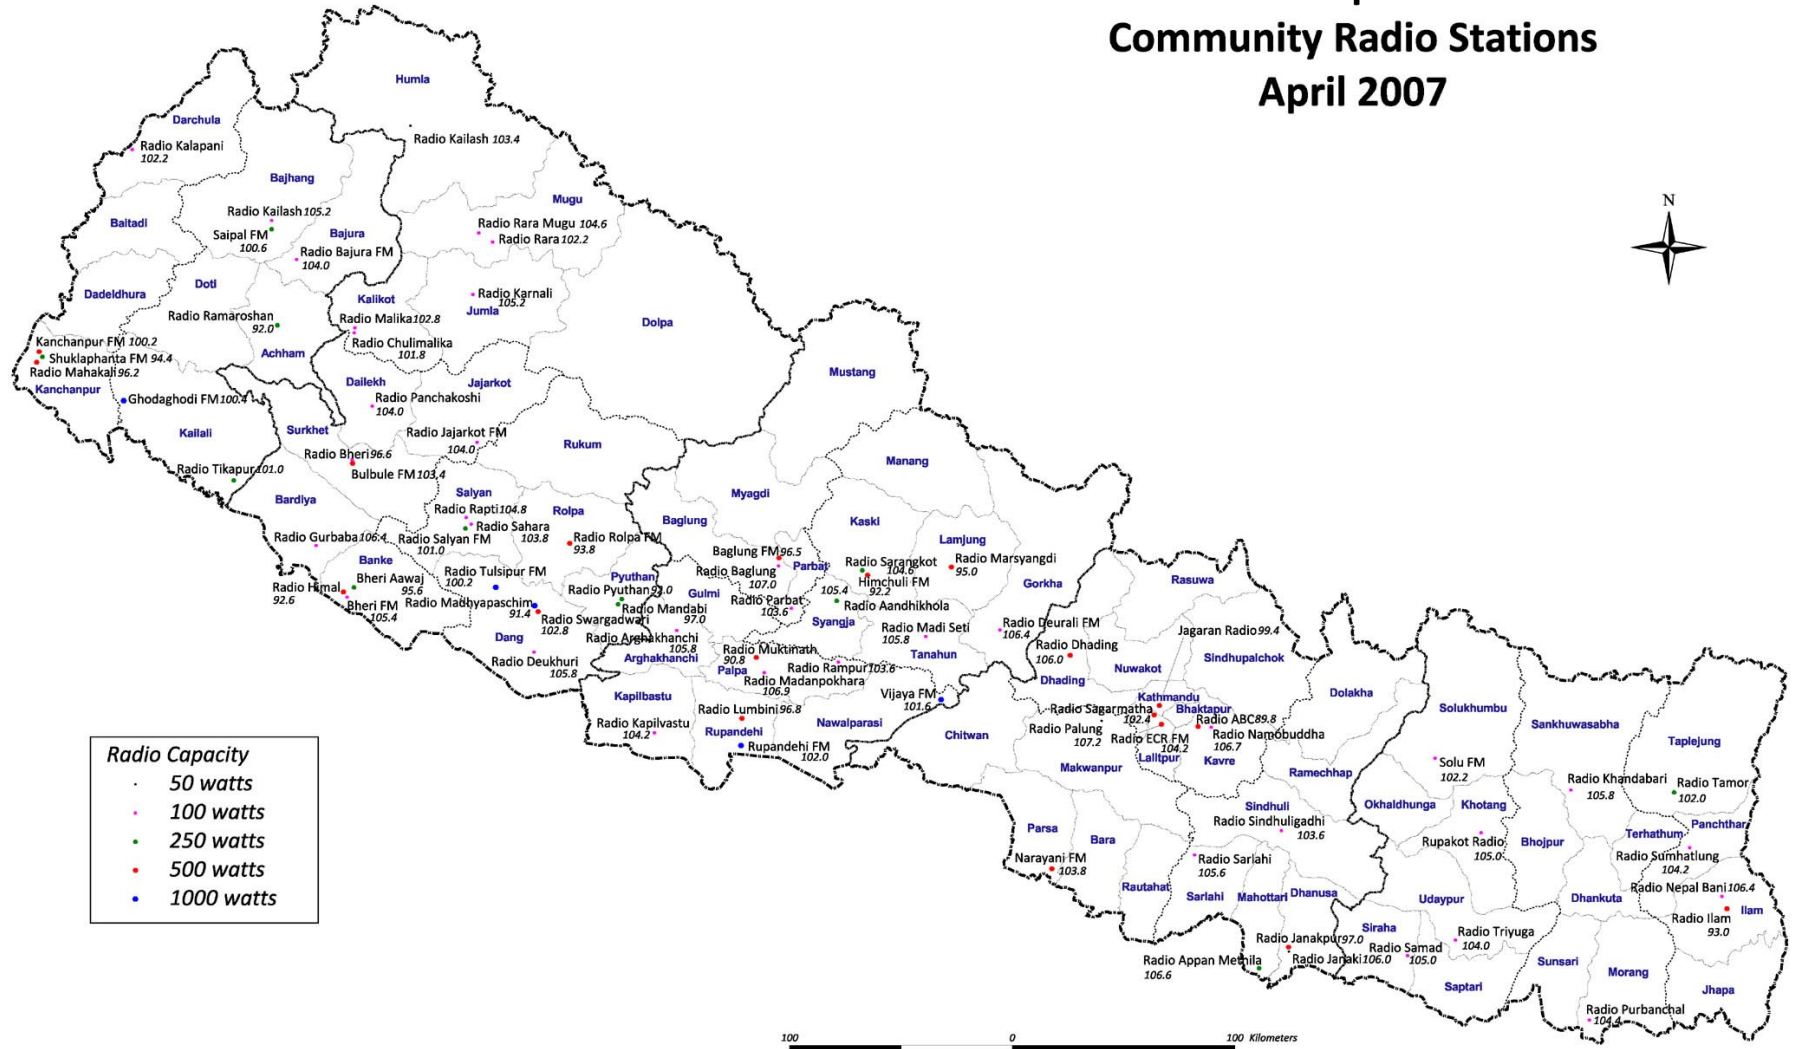 Community Radio Stations
April 2007
N
Humla
Darchula
Radio Kalapani
102.2
Radio Kailash 103.4
Bajhang
Mugu
Baitadi
Radio Kailash 105.2
Saipal FM
100.6
Bajura
Radio Rara Mugu 104.6
Radio Rara 102.2
Radio Bajura FM
104.0
Dadeldhura
Doti
Kalikot
Radio Karnali
105.2
Jumla
Dolpa
Radio Ramaroshan
92.0
Radio Malika 102.8
Radio Chulimalika
101.8
Kanchanpur FM 100.2
Shuklaphanta FM 94.4
Radio Mahakali 96.2
Kanchanpur
Achham
Dailekh
Jajarkot
Mustang
Ghodaghodi FM 100.4
Radio Panchakoshi
104.0
Kailali
Surkhet
Radio Jajarkot FM
104.0
Rukum
Radio Bheri 96.6
Bulbule FM 103.4
Manang
Radio Tikapur 101.0
Bardiya
Salyan
Myagdi
Radio Rapti 104.8
Radio Sahara
103.8
Radio Salyan FM
101.0
Rolpa
Baglung
Kaski
Radio Gurbaba 106.4
Radio Rolpa FM
93.8
Lamjung
Banke
Baglung FM 96.5
Radio Baglung
107.0
Parbat
Radio Sarangkot
104.6
Himchuli FM
92.2
Radio Marsyangdi
95.0
Radio Tulsipur FM
100.2
Pyuthan
Gorkha
Rasuwa
Radio Himal
92.6
Bheri Aawaj
95.6
Bheri FM
105.4
Radio Pyuthan 93.0
Gulmi
Radio Madhyapaschim
91.4
Radio Swargadwari
102.8
Radio Mandabi
97.0
Radio Parbat
103.6
105.4
Radio Aandhikhola
Syangja
Dang
Radio Arghakhanchi
105.8
Radio Madi Seti
105.8
Radio Deurali FM
106.4
Jagaran Radio 99.4
Radio Deukhuri
105.8
Arghakhanchi
Radio Muktinath
90.8
Palpa
Radio Rampur 103.6
Tanahun
Radio Dhading
106.0
Nuwakot
Sindhupalchok
Radio Madanpokhara
106.9
Dhading
Kapilbastu
Vijaya FM
101.6
Kathmandu
Bhaktapur
Dolakha
Radio Lumbini 96.8
Radio Sagarmatha
102.4
Radio ABC 89.8
Solukhumbu
Sankhuwasabha
Taplejung
Radio Kapilvastu
104.2
Rupandehi
Nawalparasi
Chitwan
Radio Palung
107.2
Radio ECR FM
104.2
Radio Namobuddha
106.7
Rupandehi FM
102.0
Lalitpur
Kavre
Makwanpur
Ramechhap
Solu FM
102.2
Radio Khandabari
105.8
Radio Tamor
102.0
Okhaldhunga
Khotang
Sindhuli
Radio Sindhuligadhi
103.6
Parsa
Bara
Rupakot Radio
105.0
Bhojpur
Terhathum
Panchthar
Radio Sumhatlung
104.2
Narayani FM
103.8
Radio Sarlahi
105.6
Rautahat
Sarlahi
Mahottari
Dhanusa
Udaypur
Dhankuta
Radio Nepal Bani 106.4
Radio Ilam
93.0
Ilam
Siraha
Radio Janakpur 97.0
Radio Janaki 106.0
Radio Samad
105.0
Radio Triyuga
104.0
Radio Appan Methila
106.6
Sunsari
Morang
Saptari
Jhapa
Radio Purbanchal
104.4
Radio Capacity
50 watts
100 watts
250 watts
500 watts
1000 watts
100 0 100 Kilometers